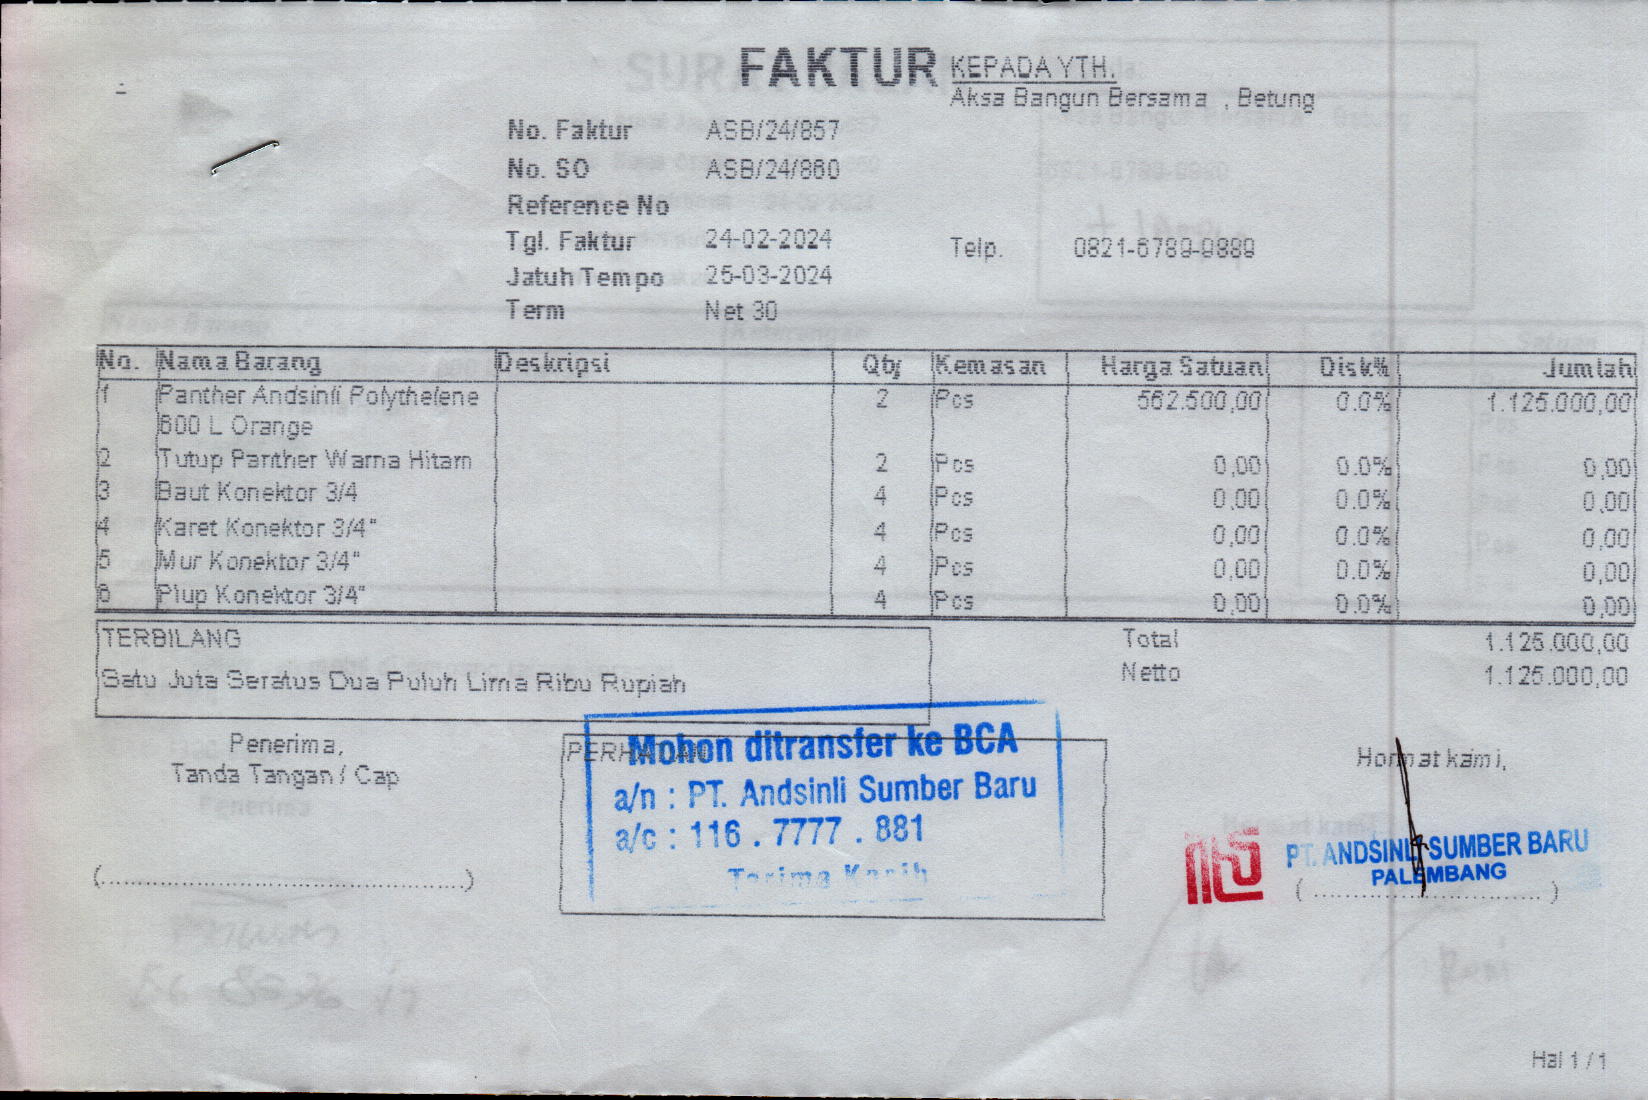 FAKTUR
KEPADA YTH.
Aksa Bangun Bersama , Betung
No. Faktur ASB/24/857
No. SO ASB/24/860
Reference No
Tgl. Faktur 24-02-2024
Telp. 0821-6789-9889
Jatuh Tempo 25-03-2024
Term Net 30
No. Nama Barang Deskripsi Qty Kemasan Harga Satuan Disk% Jumlah
1 Panther Andsinli Polythelene 2 Pcs 562.500,00 0.0% 1.125.000,00
600 L Orange
2 Tutup Panther Warna Hitam 2 Pcs 0,00 0.0% 0,00
3 Baut Konektor 3/4 4 Pcs 0,00 0.0% 0,00
4 Karet Konektor 3/4" 4 Pcs 0,00 0.0% 0,00
5 Mur Konektor 3/4" 4 Pcs 0,00 0.0% 0,00
6 Plup Konektor 3/4" 4 Pcs 0,00 0.0% 0,00
TERBILANG
Satu Juta Seratus Dua Puluh Lima Ribu Rupiah
Total 1.125.000,00
Netto 1.125.000,00
Penerima,
Tanda Tangan / Cap
(............................................)
PERHATIAN
Mohon ditransfer ke BCA
a/n : PT. Andsinli Sumber Baru
a/c : 116 . 7777 . 881
Terima Kasih
Hormat kami,
PT. ANDSINLI SUMBER BARU
PALEMBANG
(............................)
Hal 1 / 1